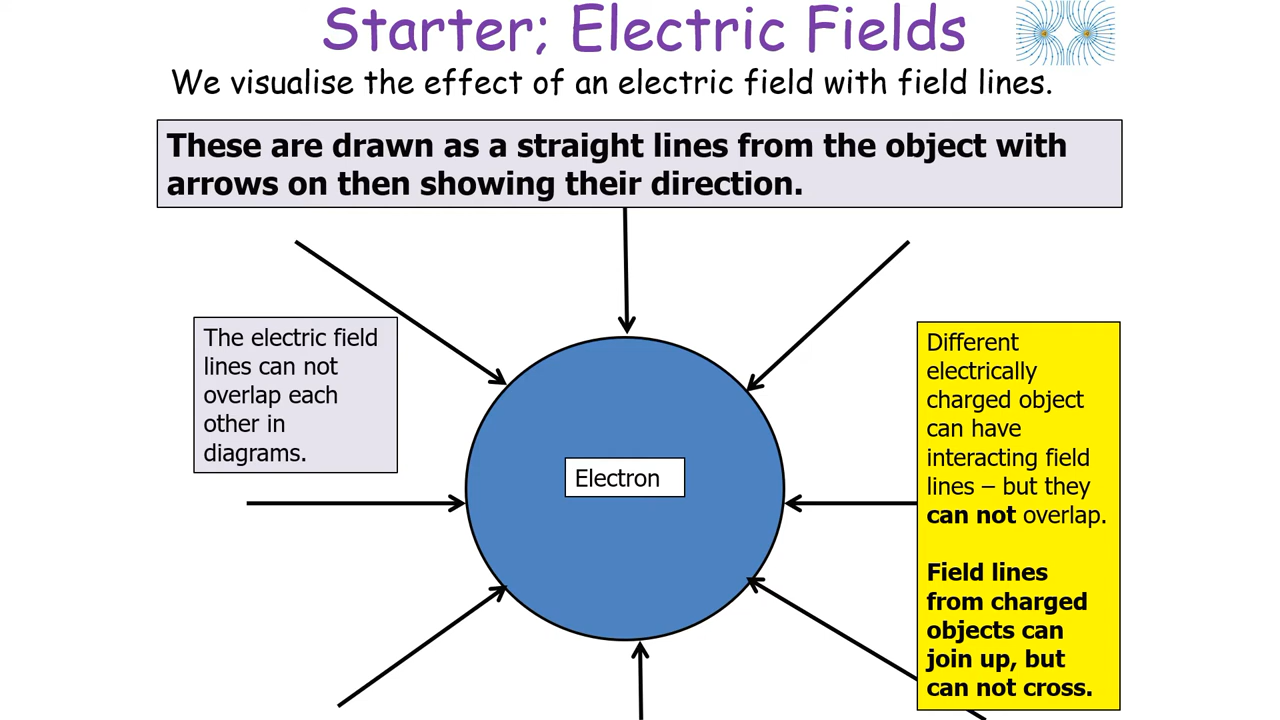 Starter; Electric Fields
We visualise the effect of an electric field with field lines.
These are drawn as a straight lines from the object with
arrows on then showing their direction.
The electric field
lines can not
overlap each
other in
diagrams.
Electron
Different
electrically
charged object
can have
interacting field
lines – but they
can not overlap.
Field lines
from charged
objects can
join up, but
can not cross.